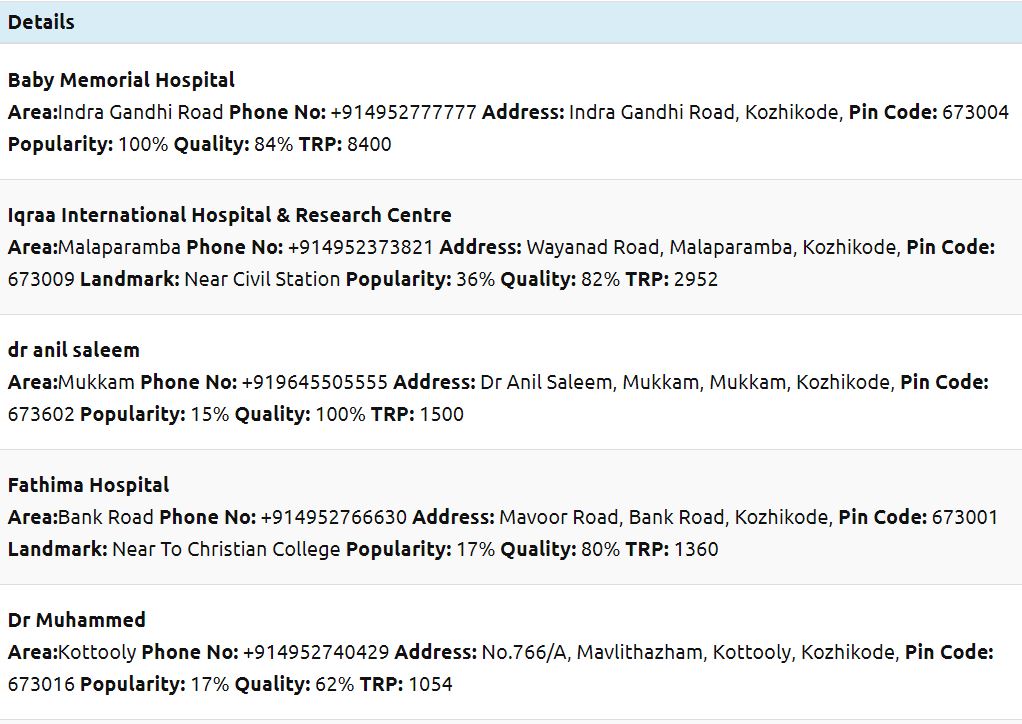 Details
Baby Memorial Hospital
Area:Indra Gandhi Road Phone No: +914952777777 Address: Indra Gandhi Road, Kozhikode, Pin Code: 673004
Popularity: 100% Quality: 84% TRP: 8400
Iqraa International Hospital & Research Centre
Area:Malaparamba Phone No: +914952373821 Address: Wayanad Road, Malaparamba, Kozhikode, Pin Code:
673009 Landmark: Near Civil Station Popularity: 36% Quality: 82% TRP: 2952
dr anil saleem
Area:Mukkam Phone No: +919645505555 Address: Dr Anil Saleem, Mukkam, Mukkam, Kozhikode, Pin Code:
673602 Popularity: 15% Quality: 100% TRP: 1500
Fathima Hospital
Area:Bank Road Phone No: +914952766630 Address: Mavoor Road, Bank Road, Kozhikode, Pin Code: 673001
Landmark: Near To Christian College Popularity: 17% Quality: 80% TRP: 1360
Dr Muhammed
Area:Kottooly Phone No: +914952740429 Address: No.766/A, Mavlithazham, Kottooly, Kozhikode, Pin Code:
673016 Popularity: 17% Quality: 62% TRP: 1054